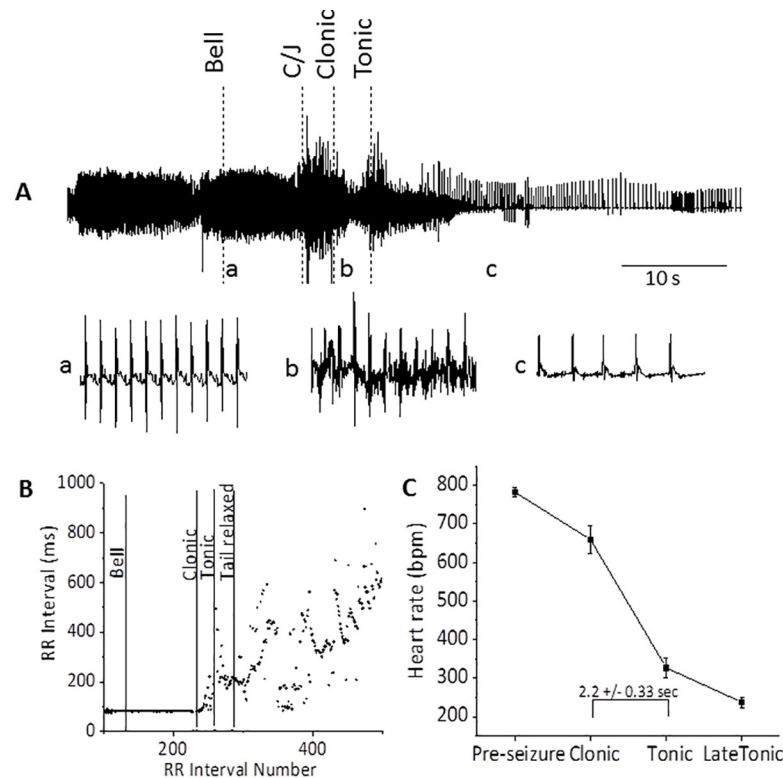 Bell
C/J
Clonic
Tonic
A
a
b
c
10 s
a
b
c
B
1000
800
600
400
200
0
RR Interval (ms)
Bell
Clonic
Tonic
Tail relaxed
200
400
RR Interval Number
C
800
700
600
500
400
300
200
Heart rate (bpm)
2.2 +/- 0.33 sec
Pre-seizure
Clonic
Tonic
LateTonic